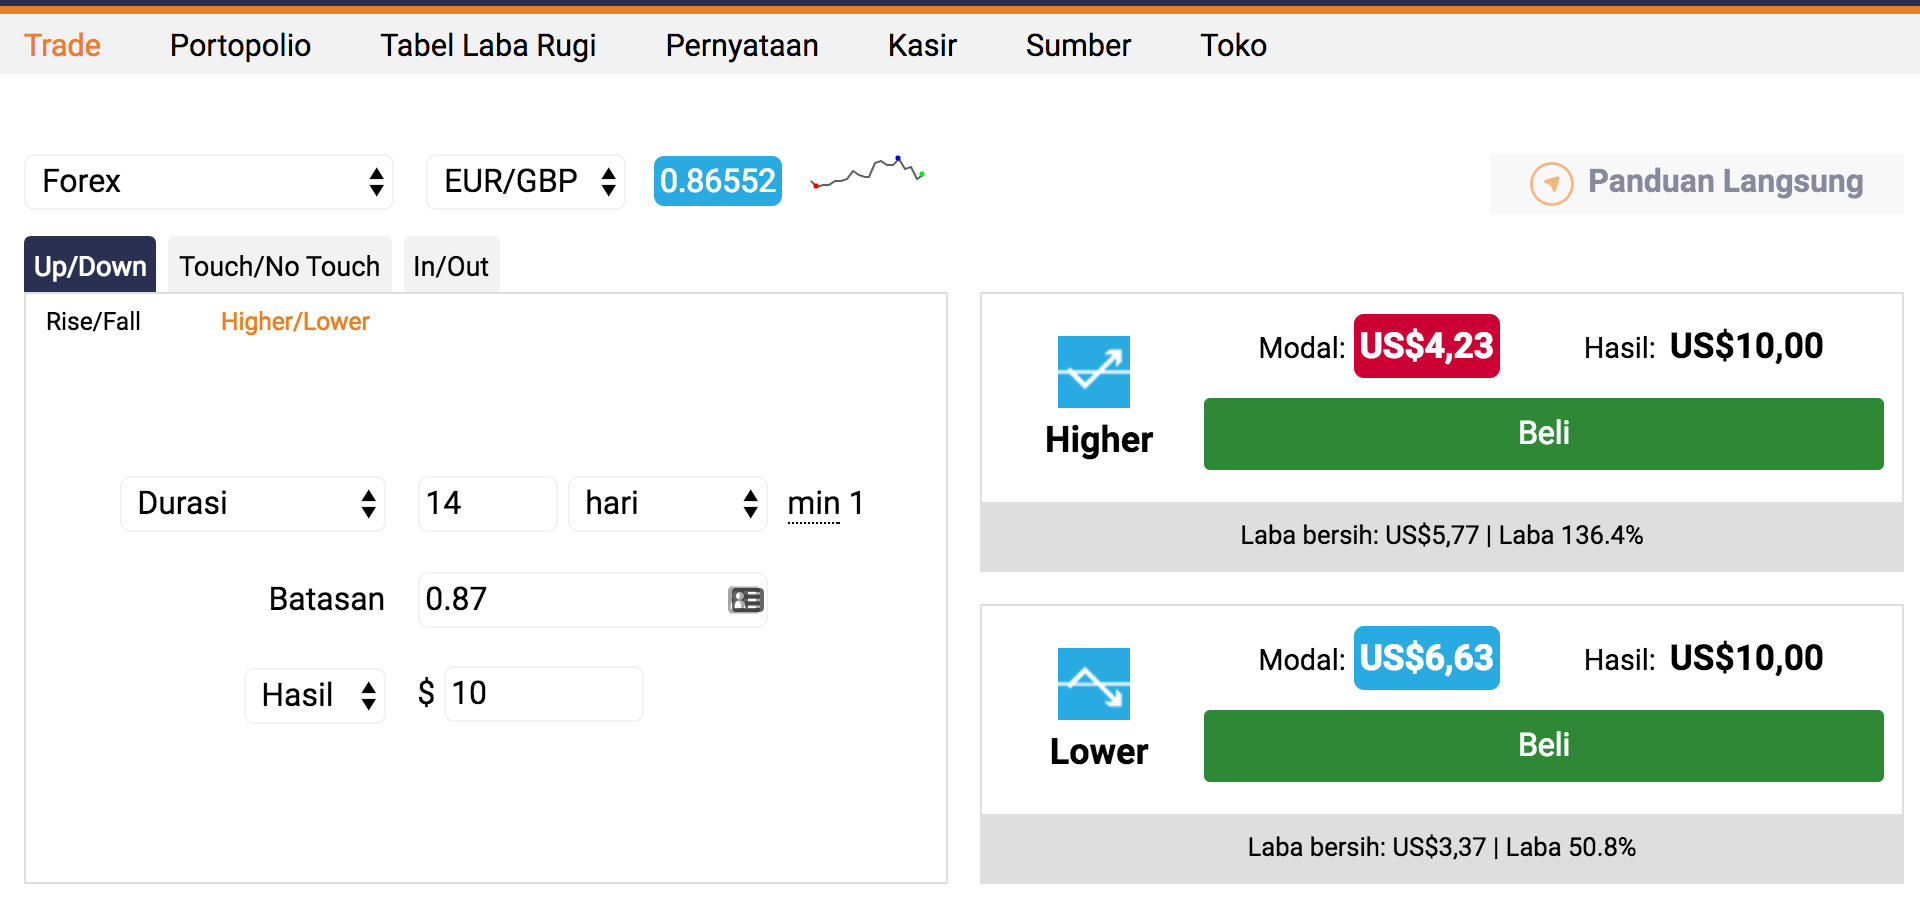 Trade Portopolio Tabel Laba Rugi Pernyataan Kasir Sumber Toko
Forex EUR/GBP 0.86552 Panduan Langsung
Up/Down Touch/No Touch In/Out
Rise/Fall Higher/Lower
Durasi 14 hari min 1
Batasan 0.87
Hasil $ 10
Modal: US$4,23 Hasil: US$10,00
Higher
Beli
Laba bersih: US$5,77 | Laba 136.4%
Modal: US$6,63 Hasil: US$10,00
Lower
Beli
Laba bersih: US$3,37 | Laba 50.8%